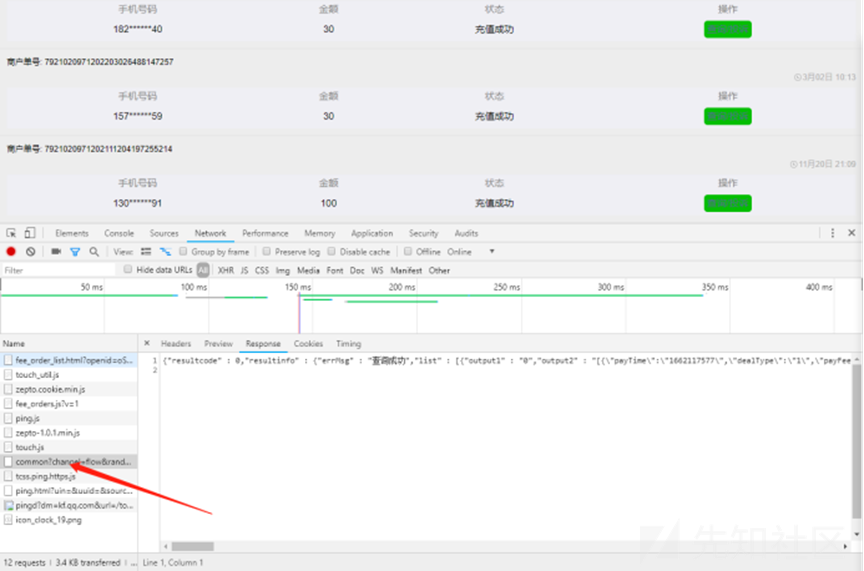 手机号码 金额 状态 操作
182******40 30 充值成功
商户单号: 7921020971202203026488147257
3月02日 10:13
手机号码 金额 状态 操作
157******59 30 充值成功
商户单号: 7921020971202111204197255214
11月20日 21:00
手机号码 金额 状态 操作
130******91 100 充值成功
Elements Console Sources Network Performance Memory Application Security Audits
View: Group by frame Preserve log Disable cache Offline Online
Filter Hide data URLs All XHR JS CSS Img Media Font Doc WS Manifest Other
50 ms 100 ms 150 ms 200 ms 250 ms 300 ms 350 ms 400 ms
Name Headers Preview Response Cookies Timing
fee_order_list.html?openid=oS...
1 {"resultcode" : 0,"resultinfo" : {"errMsg" : "查询成功","list" : [{"output1" : "0","output2" : "[{\"payTime\":\"1662117577\",\"dealType\":\"1\",\"payFee
2
touch_util.js
zepto.cookie.min.js
fee_orders.js?v=1
ping.js
zepto-1.0.1.min.js
touch.js
common?channel=flow&rand...
tcss.ping.https.js
ping.html?uin=&uuid=&sourc...
pingd?dm=kf.qq.com&url=/to...
icon_clock_19.png
先知社区
12 requests | 3.4 KB transferred | ... Line 1, Column 1